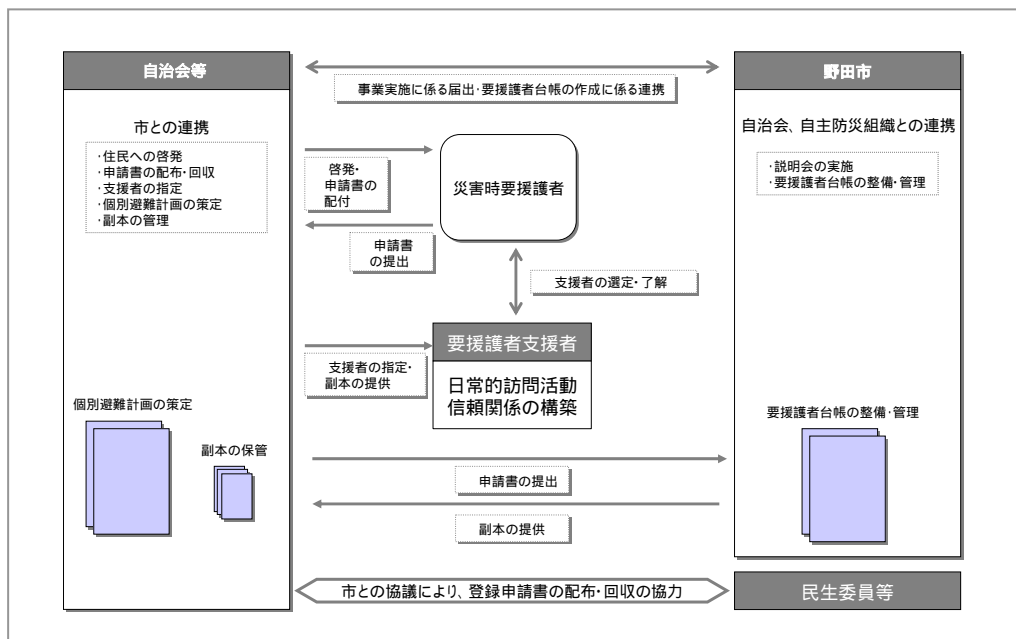 自治会等
野田市
事業実施に係る届出・要援護者台帳の作成に係る連携
市との連携
・住民への啓発
・申請書の配布・回収
・支援者の指定
・個別避難計画の策定
・副本の管理
啓発・
申請書の
配付
災害時要援護者
自治会、自主防災組織との連携
・説明会の実施
・要援護者台帳の整備・管理
申請書
の提出
支援者の選定・了解
要援護者支援者
日常的訪問活動
信頼関係の構築
支援者の指定・
副本の提供
個別避難計画の策定
副本の保管
要援護者台帳の整備・管理
申請書の提出
副本の提供
市との協議により、登録申請書の配布・回収の協力
民生委員等